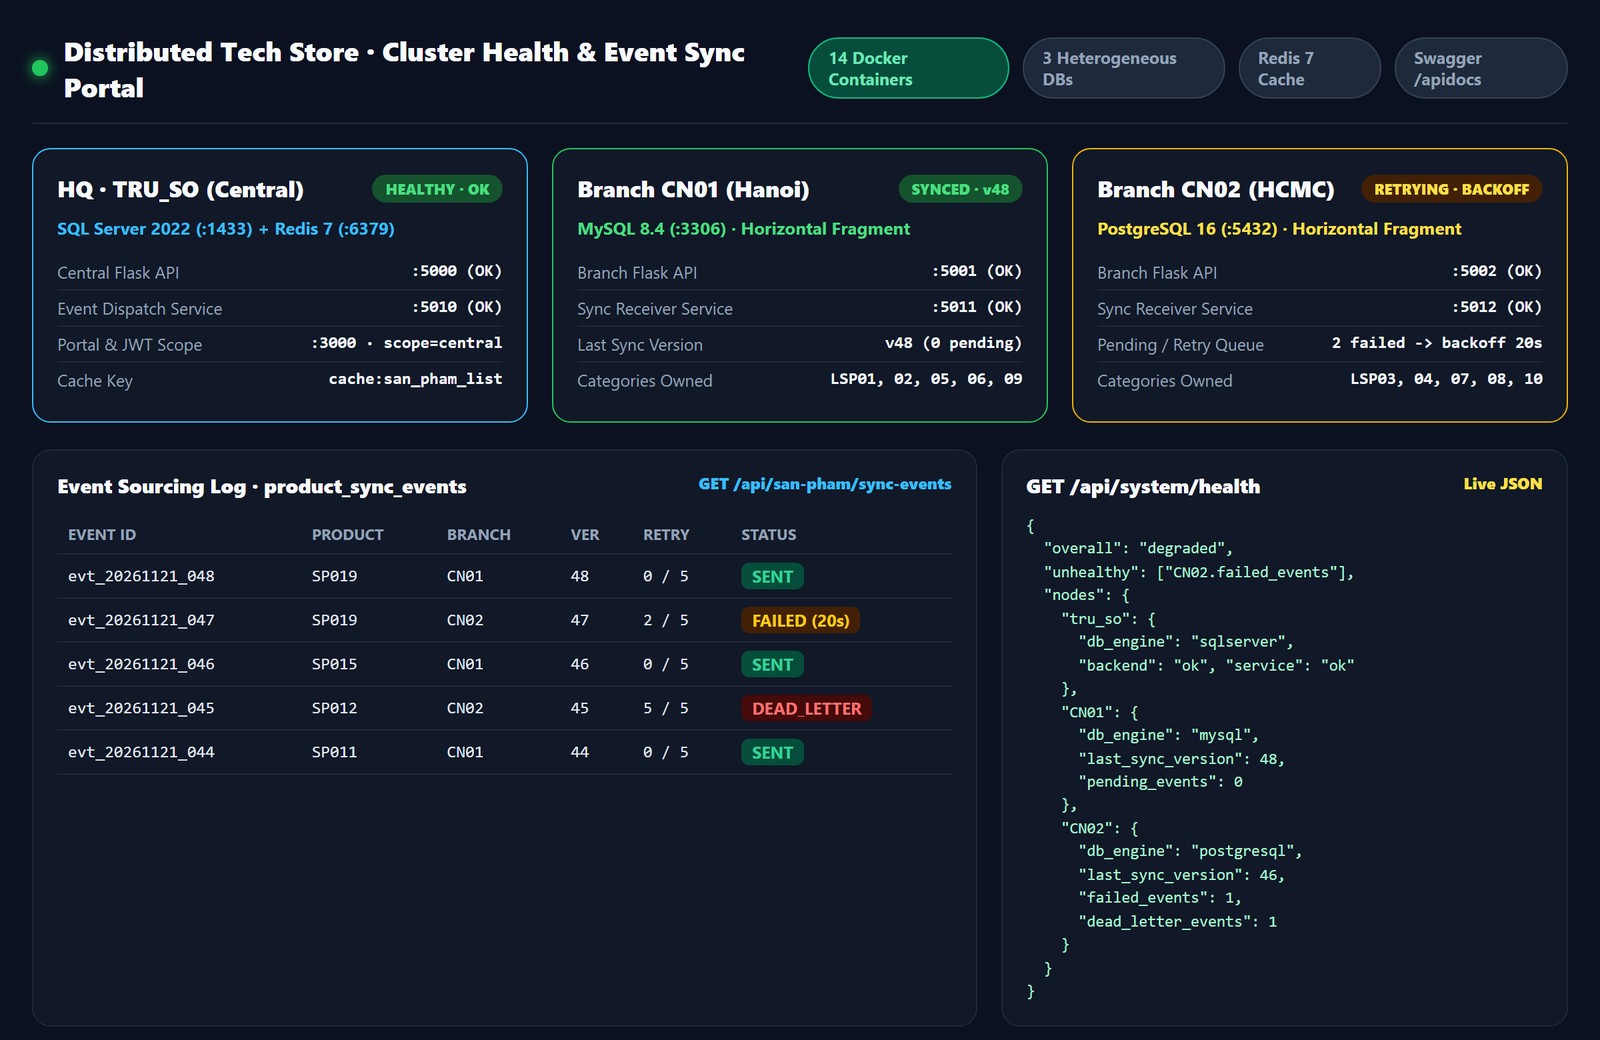 Distributed Tech Store · Cluster Health & Event Sync
Portal
14 Docker
Containers
3 Heterogeneous
DBs
Redis 7
Cache
Swagger
/apidocs
HQ · TRU_SO (Central)
HEALTHY · OK
SQL Server 2022 (:1433) + Redis 7 (:6379)
Central Flask API :5000 (OK)
Event Dispatch Service :5010 (OK)
Portal & JWT Scope :3000 · scope=central
Cache Key cache:san_pham_list
Branch CN01 (Hanoi)
SYNCED · v48
MySQL 8.4 (:3306) · Horizontal Fragment
Branch Flask API :5001 (OK)
Sync Receiver Service :5011 (OK)
Last Sync Version v48 (0 pending)
Categories Owned LSP01, 02, 05, 06, 09
Branch CN02 (HCMC)
RETRYING · BACKOFF
PostgreSQL 16 (:5432) · Horizontal Fragment
Branch Flask API :5002 (OK)
Sync Receiver Service :5012 (OK)
Pending / Retry Queue 2 failed -> backoff 20s
Categories Owned LSP03, 04, 07, 08, 10
Event Sourcing Log · product_sync_events
GET /api/san-pham/sync-events
EVENT ID PRODUCT BRANCH VER RETRY STATUS
evt_20261121_048 SP019 CN01 48 0 / 5 SENT
evt_20261121_047 SP019 CN02 47 2 / 5 FAILED (20s)
evt_20261121_046 SP015 CN01 46 0 / 5 SENT
evt_20261121_045 SP012 CN02 45 5 / 5 DEAD_LETTER
evt_20261121_044 SP011 CN01 44 0 / 5 SENT
GET /api/system/health
Live JSON
{
"overall": "degraded",
"unhealthy": ["CN02.failed_events"],
"nodes": {
"tru_so": {
"db_engine": "sqlserver",
"backend": "ok", "service": "ok"
},
"CN01": {
"db_engine": "mysql",
"last_sync_version": 48,
"pending_events": 0
},
"CN02": {
"db_engine": "postgresql",
"last_sync_version": 46,
"failed_events": 1,
"dead_letter_events": 1
}
}
}